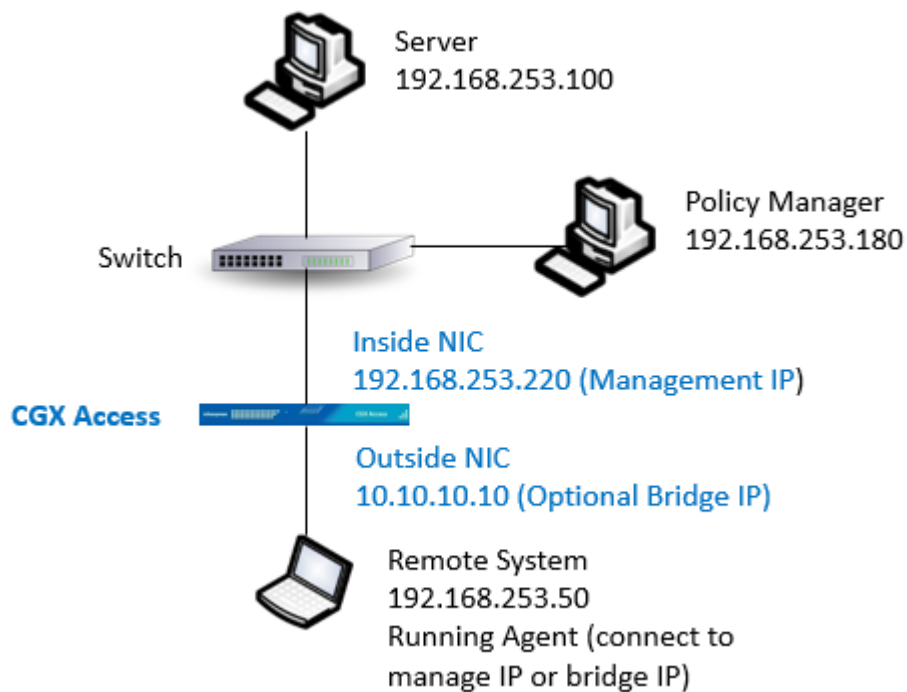 Server
192.168.253.100
Policy Manager
192.168.253.180
Switch
Inside NIC
192.168.253.220 (Management IP)
CGX Access
CGX Access
Outside NIC
10.10.10.10 (Optional Bridge IP)
Remote System
192.168.253.50
Running Agent (connect to
manage IP or bridge IP)